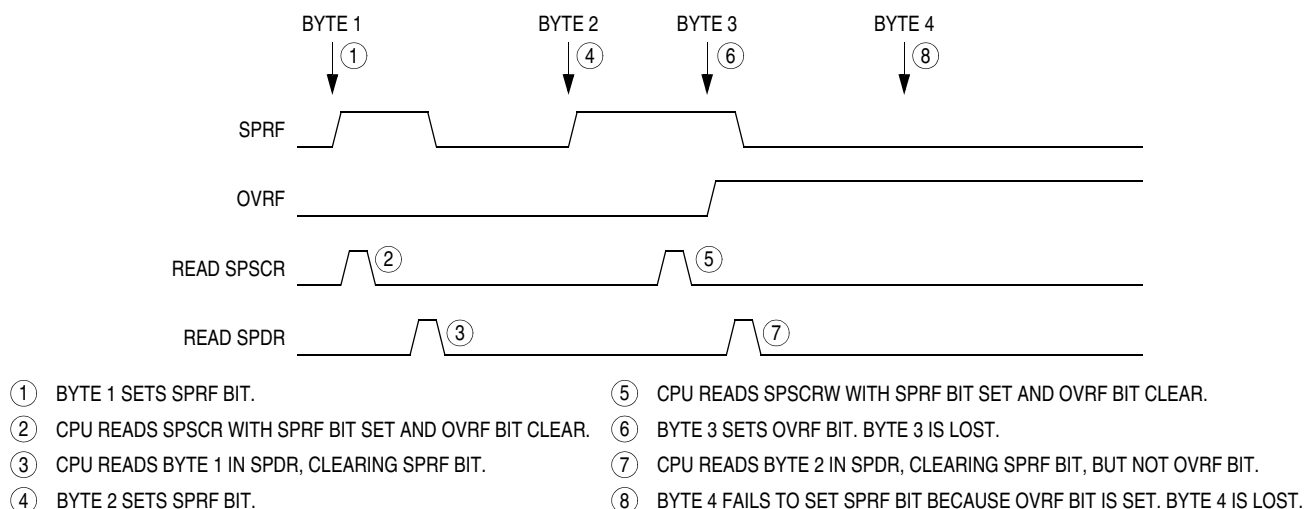 BYTE 1 BYTE 2 BYTE 3 BYTE 4
1 4 6 8
SPRF
OVRF
READ SPSCR 2 5
READ SPDR 3 7
1 BYTE 1 SETS SPRF BIT.
2 CPU READS SPSCR WITH SPRF BIT SET AND OVRF BIT CLEAR.
3 CPU READS BYTE 1 IN SPDR, CLEARING SPRF BIT.
4 BYTE 2 SETS SPRF BIT.
5 CPU READS SPSCRW WITH SPRF BIT SET AND OVRF BIT CLEAR.
6 BYTE 3 SETS OVRF BIT. BYTE 3 IS LOST.
7 CPU READS BYTE 2 IN SPDR, CLEARING SPRF BIT, BUT NOT OVRF BIT.
8 BYTE 4 FAILS TO SET SPRF BIT BECAUSE OVRF BIT IS SET. BYTE 4 IS LOST.